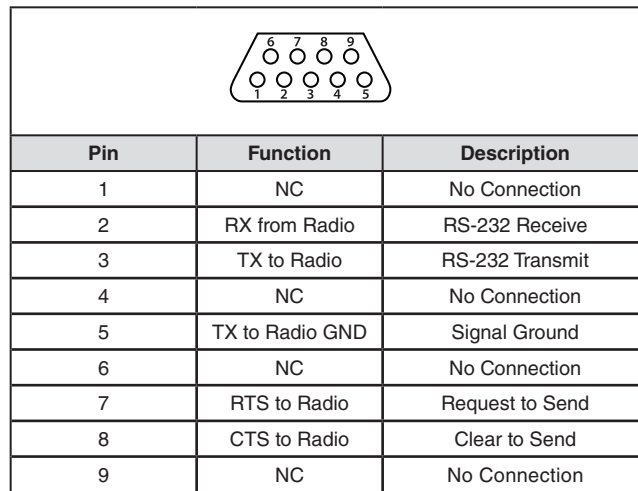 6 7 8 9
1 2 3 4 5
Pin Function Description
1 NC No Connection
2 RX from Radio RS-232 Receive
3 TX to Radio RS-232 Transmit
4 NC No Connection
5 TX to Radio GND Signal Ground
6 NC No Connection
7 RTS to Radio Request to Send
8 CTS to Radio Clear to Send
9 NC No Connection